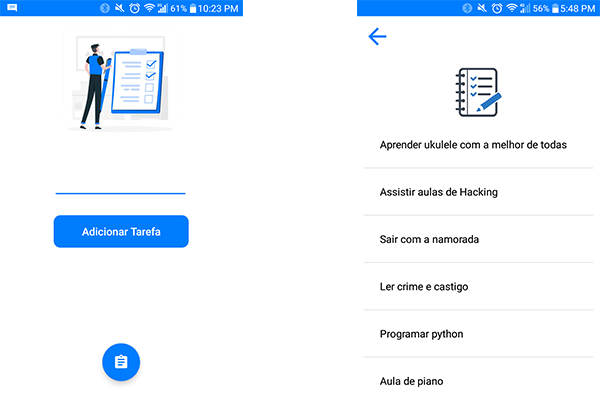 61% 10:23 PM
Adicionar Tarefa
56% 5:48 PM
Aprender ukulele com a melhor de todas
Assistir aulas de Hacking
Sair com a namorada
Ler crime e castigo
Programar python
Aula de piano